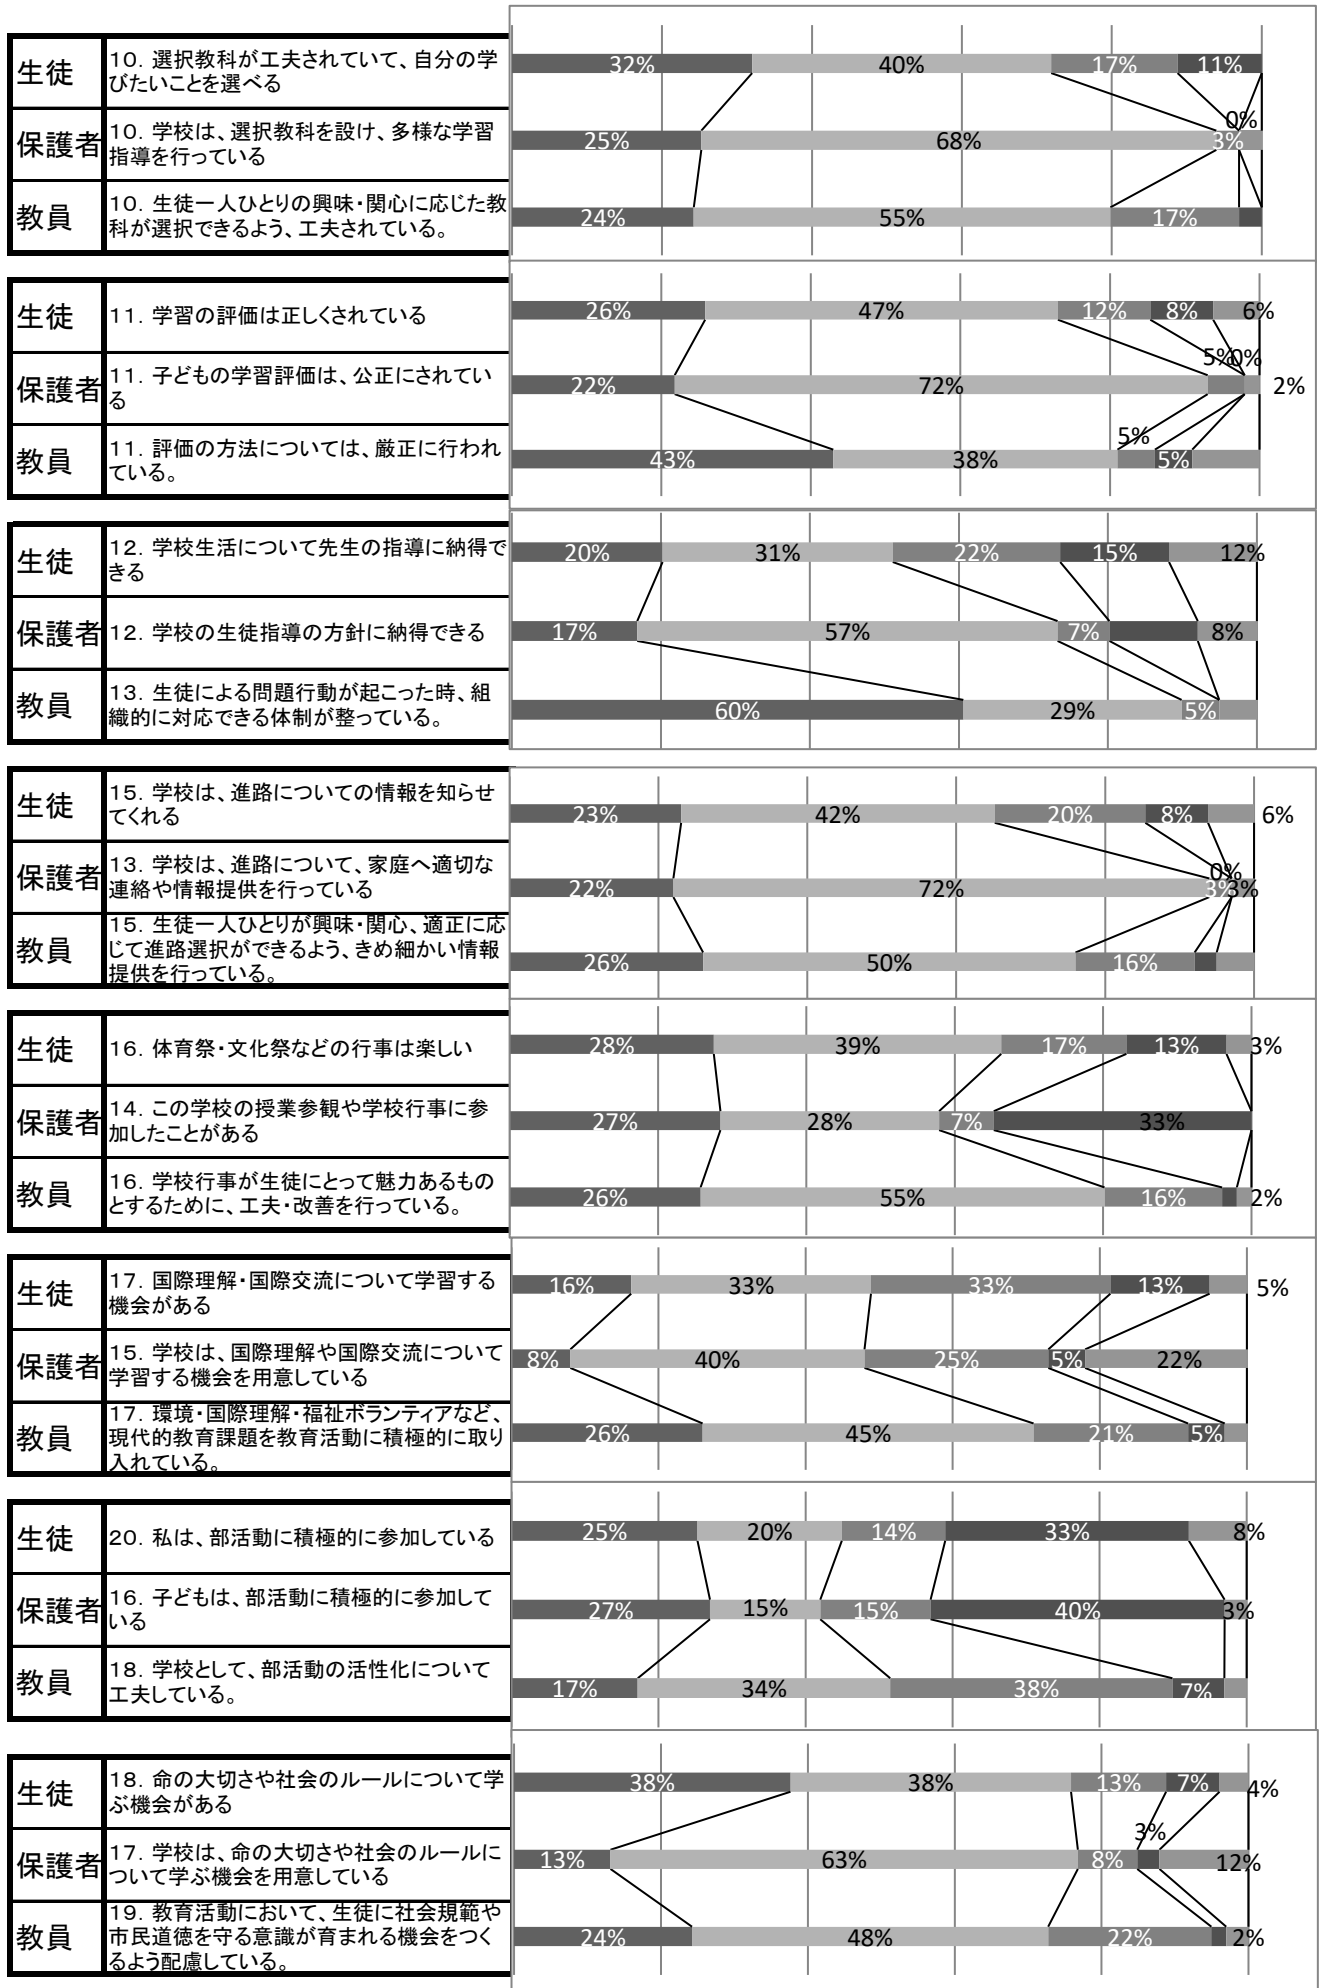 生徒
10．選択教科が工夫されていて、自分の学
びたいことを選べる
32%
40%
17%
11%
保護者
10．学校は、選択教科を設け、多様な学習
指導を行っている
25%
68%
3%
0%
教員
10．生徒一人ひとりの興味・関心に応じた教
科が選択できるよう、工夫されている。
24%
55%
17%
生徒
11．学習の評価は正しくされている
26%
47%
12%
8%
6%
保護者
11．子どもの学習評価は、公正にされてい
る
22%
72%
5%
0%
2%
教員
11．評価の方法については、厳正に行われ
ている。
43%
38%
5%
5%
生徒
12．学校生活について先生の指導に納得で
きる
20%
31%
22%
15%
12%
保護者
12．学校の生徒指導の方針に納得できる
17%
57%
7%
8%
教員
13．生徒による問題行動が起こった時、組
織的に対応できる体制が整っている。
60%
29%
5%
生徒
15．学校は、進路についての情報を知らせ
てくれる
23%
42%
20%
8%
6%
保護者
13．学校は、進路について、家庭へ適切な
連絡や情報提供を行っている
22%
72%
3%
0%
3%
教員
15．生徒一人ひとりが興味・関心、適正に応
じて進路選択ができるよう、きめ細かい情報
提供を行っている。
26%
50%
16%
生徒
16．体育祭・文化祭などの行事は楽しい
28%
39%
17%
13%
3%
保護者
14．この学校の授業参観や学校行事に参
加したことがある
27%
28%
7%
33%
教員
16．学校行事が生徒にとって魅力あるもの
とするために、工夫・改善を行っている。
26%
55%
16%
2%
生徒
17．国際理解・国際交流について学習する
機会がある
16%
33%
33%
13%
5%
保護者
15．学校は、国際理解や国際交流について
学習する機会を用意している
8%
40%
25%
5%
22%
教員
17．環境・国際理解・福祉ボランティアなど、
現代的教育課題を教育活動に積極的に取り
入れている。
26%
45%
21%
5%
生徒
20．私は、部活動に積極的に参加している
25%
20%
14%
33%
8%
保護者
16．子どもは、部活動に積極的に参加して
いる
27%
15%
15%
40%
3%
教員
18．学校として、部活動の活性化について
工夫している。
17%
34%
38%
7%
生徒
18．命の大切さや社会のルールについて学
ぶ機会がある
38%
38%
13%
7%
4%
保護者
17．学校は、命の大切さや社会のルールに
ついて学ぶ機会を用意している
13%
63%
8%
3%
12%
教員
19．教育活動において、生徒に社会規範や
市民道徳を守る意識が育まれる機会をつく
るよう配慮している。
24%
48%
22%
2%